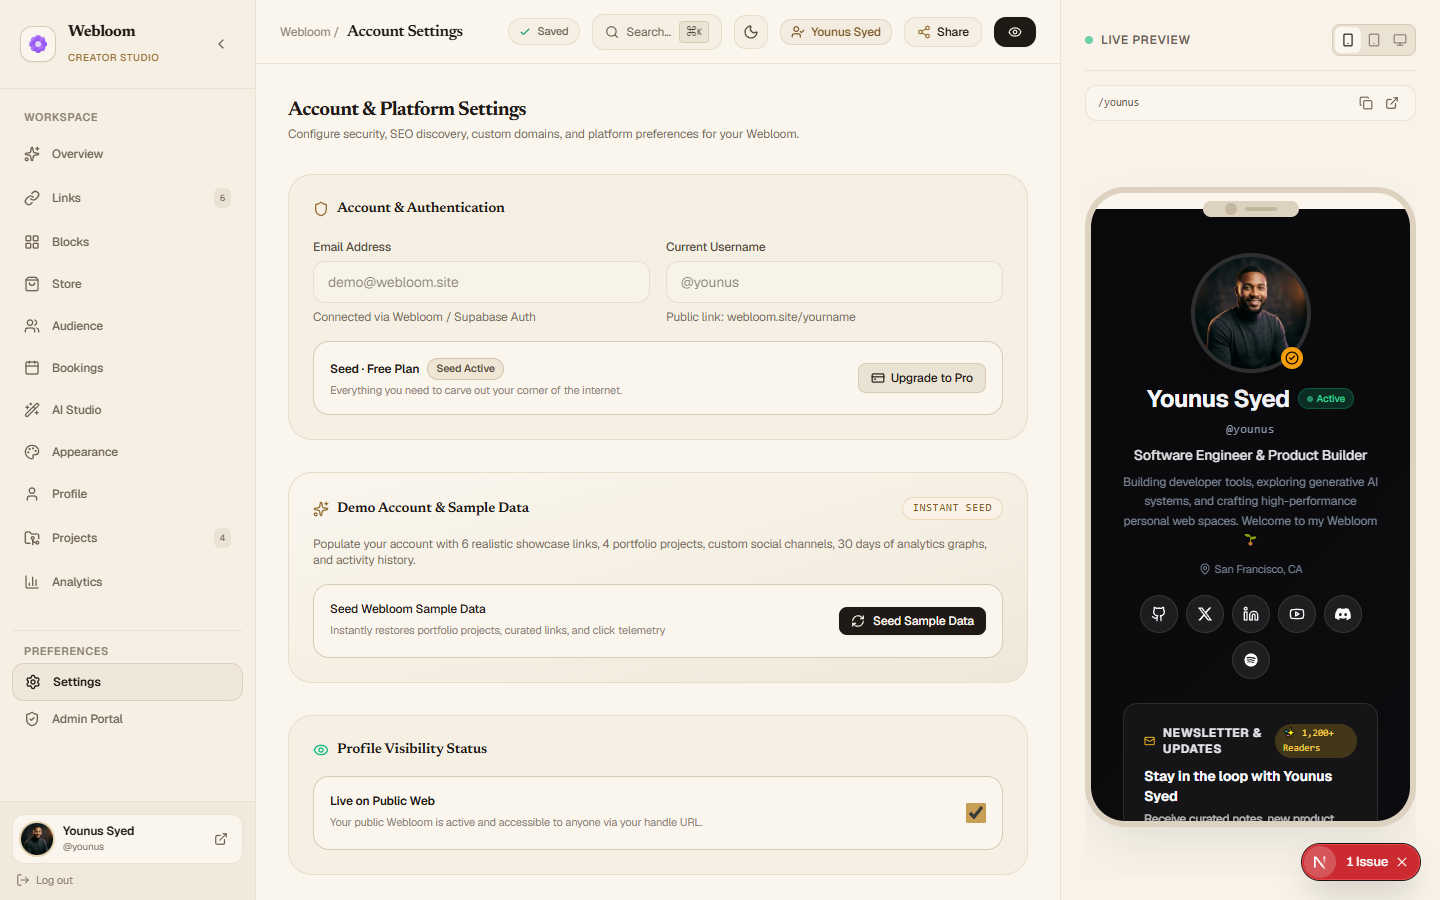 Webloom
CREATOR STUDIO
WORKSPACE
Overview
Links 6
Blocks
Store
Audience
Bookings
AI Studio
Appearance
Profile
Projects 4
Analytics
PREFERENCES
Settings
Admin Portal
Younus Syed
@younus
Log out
Webloom / Account Settings
Saved
Search... ⌘K
Younus Syed
Share
Account & Platform Settings
Configure security, SEO discovery, custom domains, and platform preferences for your Webloom.
Account & Authentication
Email Address
demo@webloom.site
Connected via Webloom / Supabase Auth
Current Username
@younus
Public link: webloom.site/yourname
Seed · Free Plan Seed Active
Everything you need to carve out your corner of the internet.
Upgrade to Pro
Demo Account & Sample Data
INSTANT SEED
Populate your account with 6 realistic showcase links, 4 portfolio projects, custom social channels, 30 days of analytics graphs,
and activity history.
Seed Webloom Sample Data
Instantly restores portfolio projects, curated links, and click telemetry
Seed Sample Data
Profile Visibility Status
Live on Public Web
Your public Webloom is active and accessible to anyone via your handle URL.
LIVE PREVIEW
/younus
Younus Syed Active
@younus
Software Engineer & Product Builder
Building developer tools, exploring generative AI
systems, and crafting high-performance
personal web spaces. Welcome to my Webloom
🌱
San Francisco, CA
NEWSLETTER &
UPDATES
✨ 1,200+
Readers
Stay in the loop with Younus
Syed
Receive curated notes, new product
N 1 Issue